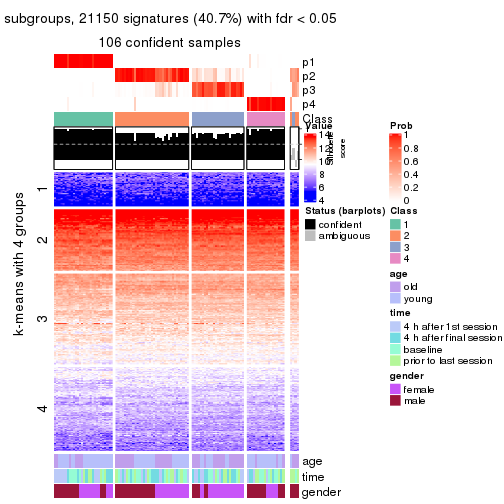 subgroups, 21150 signatures (40.7%) with fdr < 0.05
106 confident samples
p1
p2
p3
p4
Class
k-means with 4 groups
1
2
3
4
Value
14
12
10
8
6
4
score
Status (barplots)
confident
ambiguous
Prob
1
0.8
0.6
0.4
0.2
0
Class
1
2
3
4
age
old
young
time
4 h after 1st session
4 h after final session
baseline
prior to last session
gender
female
male
age
time
gender